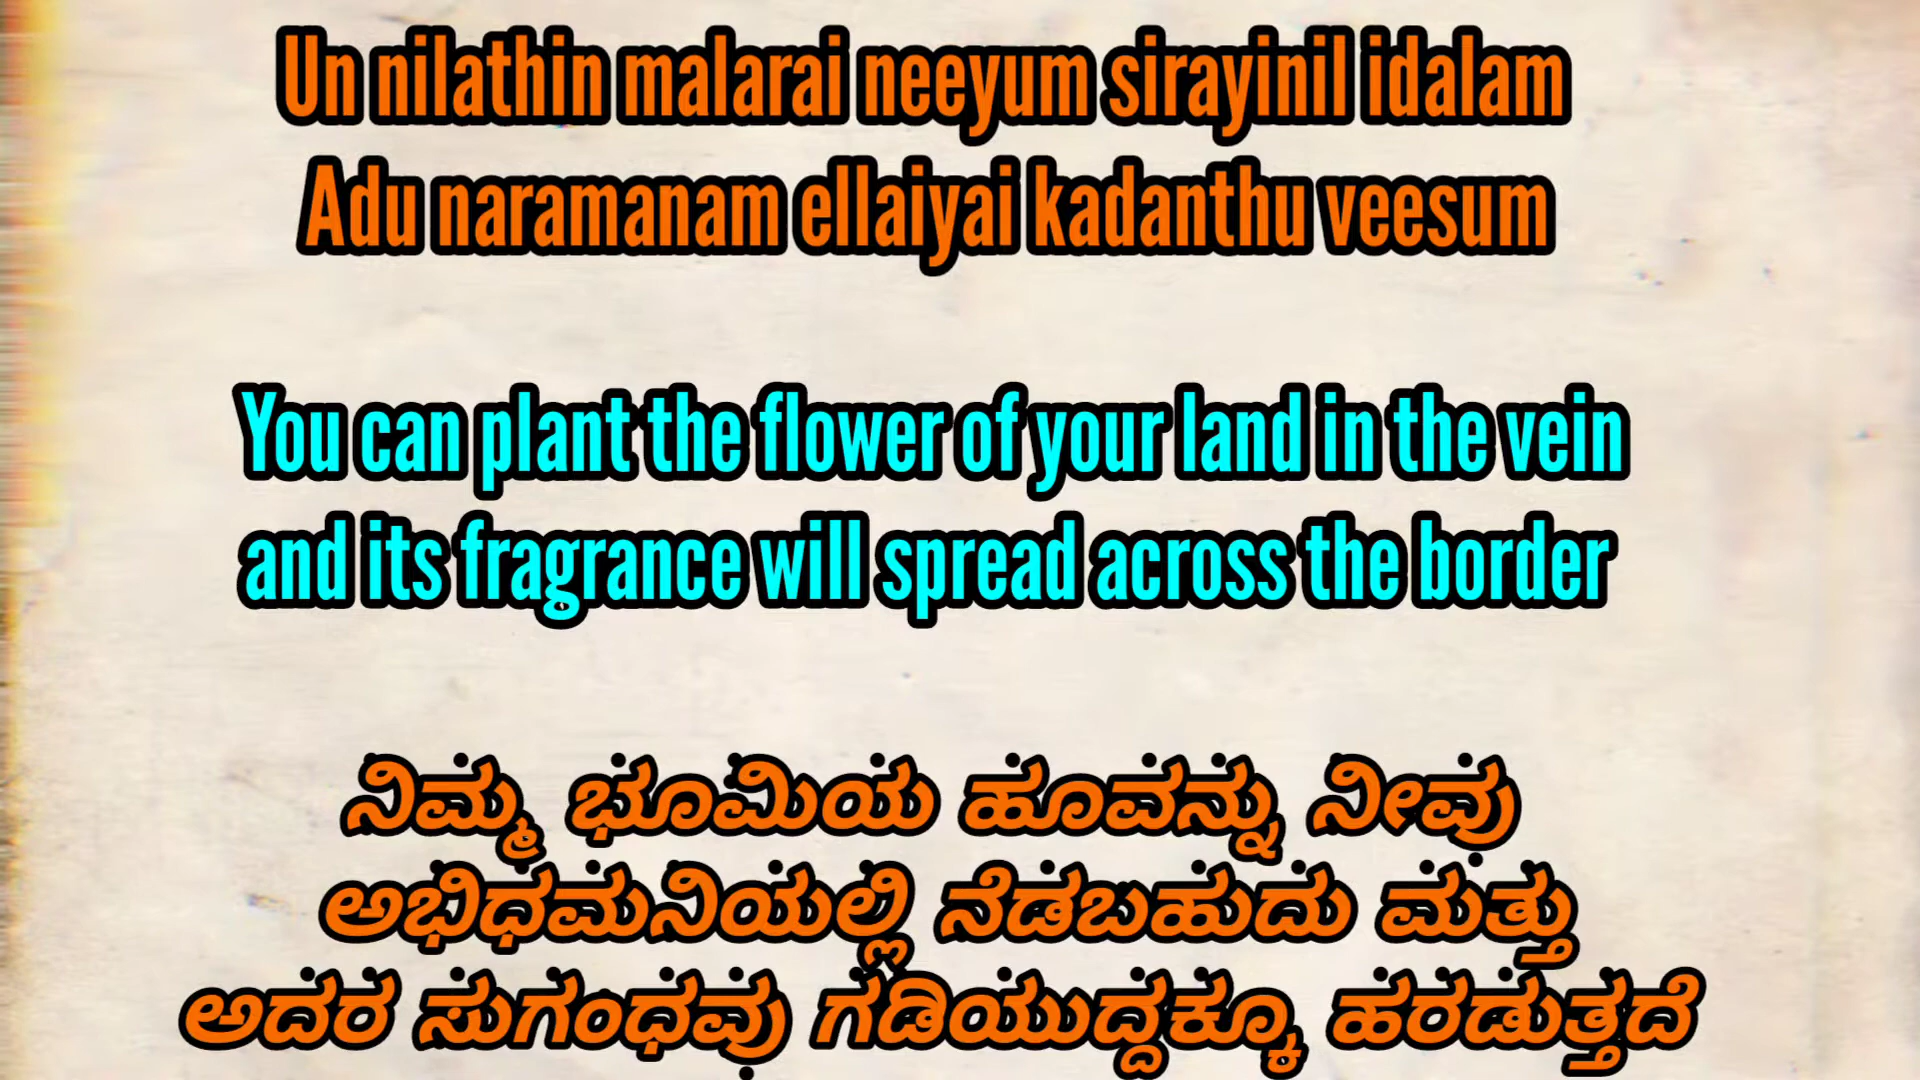 Un nilathin malarai neeyum sirayinil idalam
Adu naramanam ellaiyai kadanthu veesum
You can plant the flower of your land in the vein
and its fragrance will spread across the border
ನಿಮ್ಮ ಭೂಮಿಯ ಹೂವನ್ನು ನೀವು
ಅಭಿಧಮನಿಯಲ್ಲಿ ನೆಡಬಹುದು ಮತ್ತು
ಅದರ ಸುಗಂಧವು ಗಡಿಯುದ್ದಕ್ಕೂ ಹರಡುತ್ತದೆ